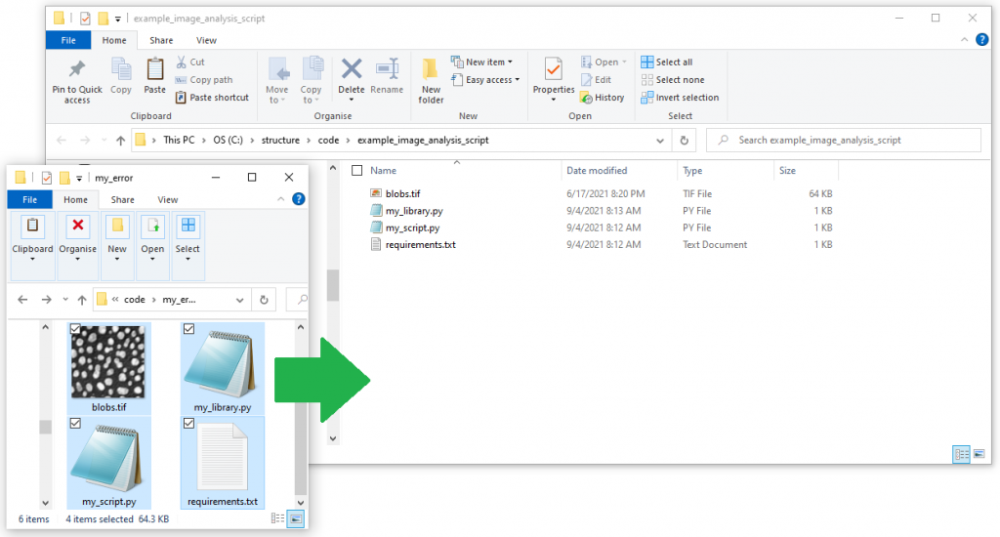 example_image_analysis_script
File Home Share View
Pin to Quick access
Copy
Paste
Cut
Copy path
Paste shortcut
Clipboard
Move to
Copy to
Delete
Rename
Organise
New folder
New item
Easy access
New
Properties
Open
Edit
History
Open
Select all
Select none
Invert selection
Select
This PC > OS (C:) > structure > code > example_image_analysis_script
Search example_image_analysis_script
Name Date modified Type Size
blobs.tif 6/17/2021 8:20 PM TIF File 64 KB
my_library.py 9/4/2021 8:13 AM PY File 1 KB
my_script.py 9/4/2021 8:12 AM PY File 1 KB
requirements.txt 9/4/2021 8:12 AM Text Document 1 KB
my_error
File Home Share View
Clipboard Organise New Open Select
« code > my_er...
blobs.tif
my_library.py
my_script.py
requirements.txt
6 items 4 items selected 64.3 KB